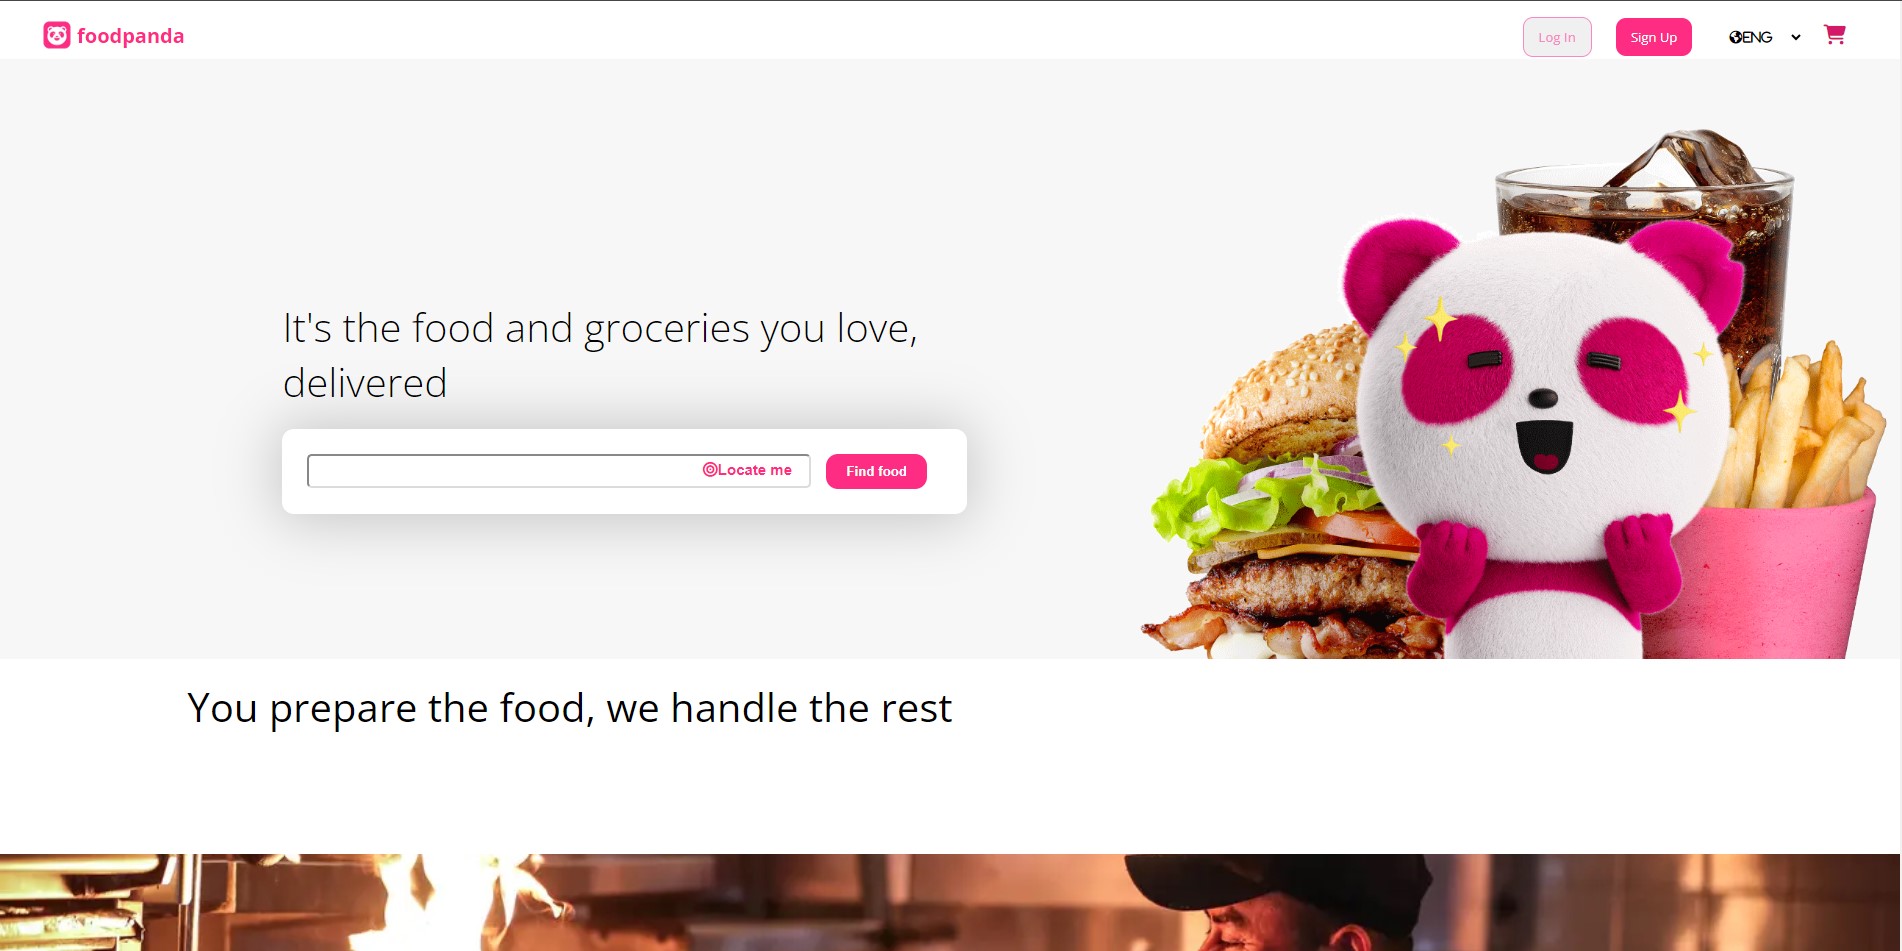 foodpanda
Log In
Sign Up
ENG
It's the food and groceries you love,
delivered
Locate me
Find food
You prepare the food, we handle the rest